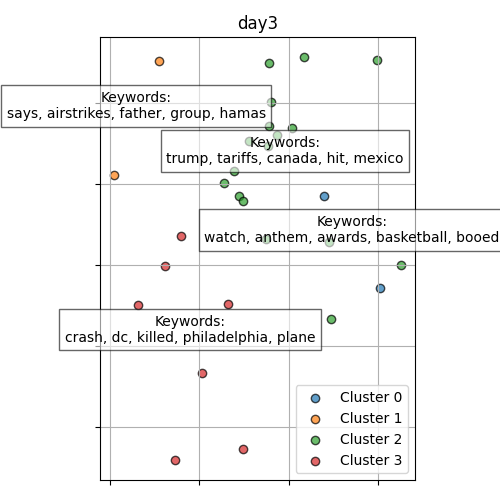 day3
Keywords:
says, airstrikes, father, group, hamas
Keywords:
trump, tariffs, canada, hit, mexico
Keywords:
watch, anthem, awards, basketball, booed
Keywords:
crash, dc, killed, philadelphia, plane
Cluster 0
Cluster 1
Cluster 2
Cluster 3